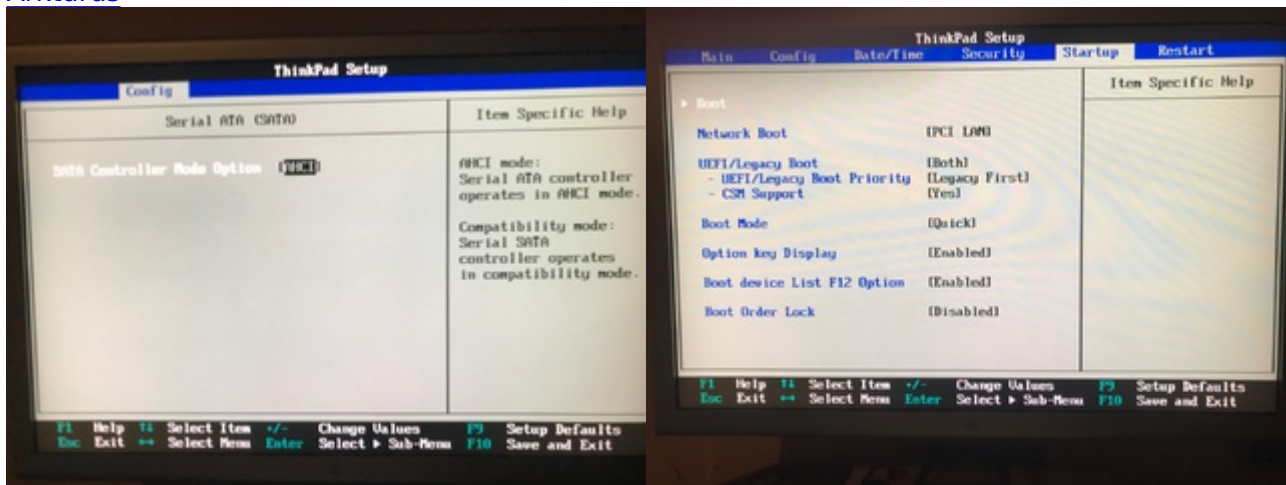 ThinkPad Setup
Config
Serial ATA (SATA)
Item Specific Help
SATA Controller Mode Option [AHCI]
AHCI mode:
Serial ATA controller
operates in AHCI mode.
Compatibility mode:
Serial SATA
controller operates
in compatibility mode.
F1 Help ↑↓ Select Item +/- Change Values F9 Setup Defaults
Esc Exit ↔ Select Menu Enter Select ▸ Sub-Menu F10 Save and Exit
ThinkPad Setup
Main Config Date/Time Security Startup Restart
Item Specific Help
▸ Boot
Network Boot [PCI LAN]
UEFI/Legacy Boot [Both]
- UEFI/Legacy Boot Priority [Legacy First]
- CSM Support [Yes]
Boot Mode [Quick]
Option key Display [Enabled]
Boot device List F12 Option [Enabled]
Boot Order Lock [Disabled]
F1 Help ↑↓ Select Item +/- Change Values F9 Setup Defaults
Esc Exit ↔ Select Menu Enter Select ▸ Sub-Menu F10 Save and Exit